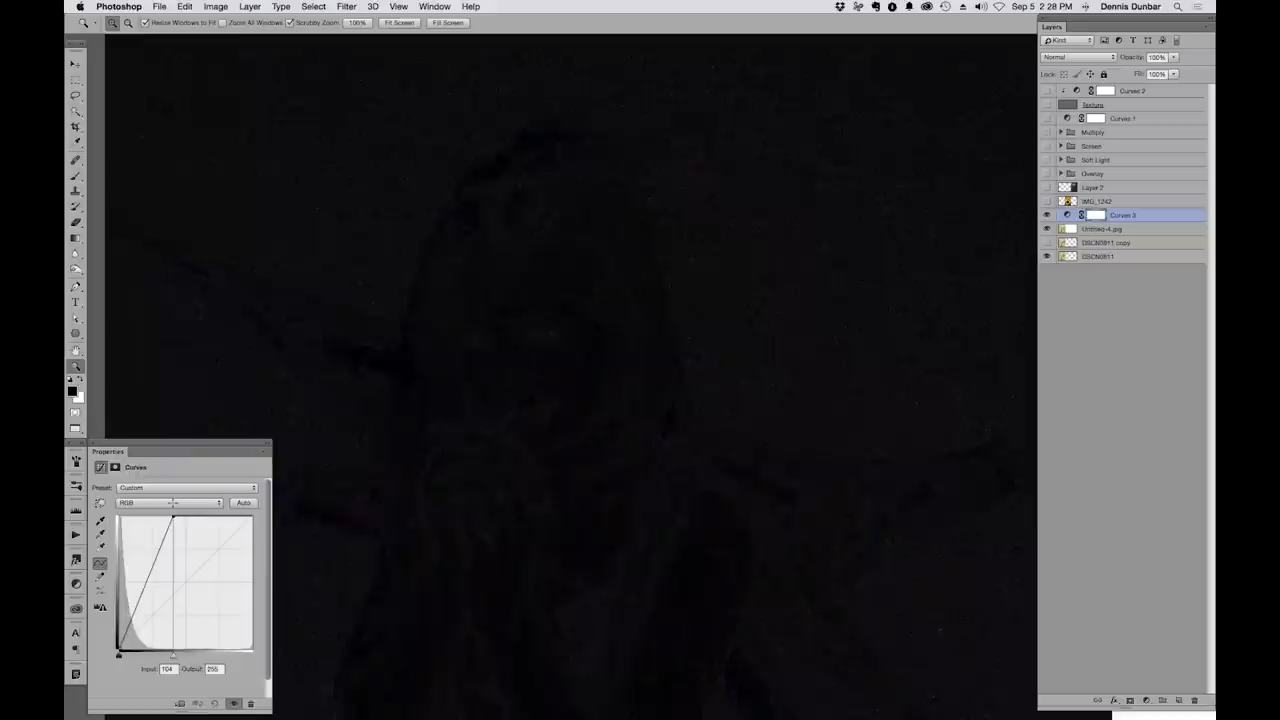 Photoshop File Edit Image Layer Type Select Filter 3D View Window Help Sep 5 2:28 PM Dennis Dunbar
Resize Windows to Fit Zoom All Windows Scrubby Zoom 100% Fit Screen Fill Screen
Layers
Kind
Normal Opacity: 100%
Lock: Fill: 100%
Curves 2
Texture
Curves 1
Multiply
Screen
Soft Light
Overlay
Layer 2
IMG_1242
Curves 3
Untitled-4.jpg
DSCN0811 copy
DSCN0811
Properties
Curves
Preset: Custom
RGB Auto
Input: 104 Output: 255